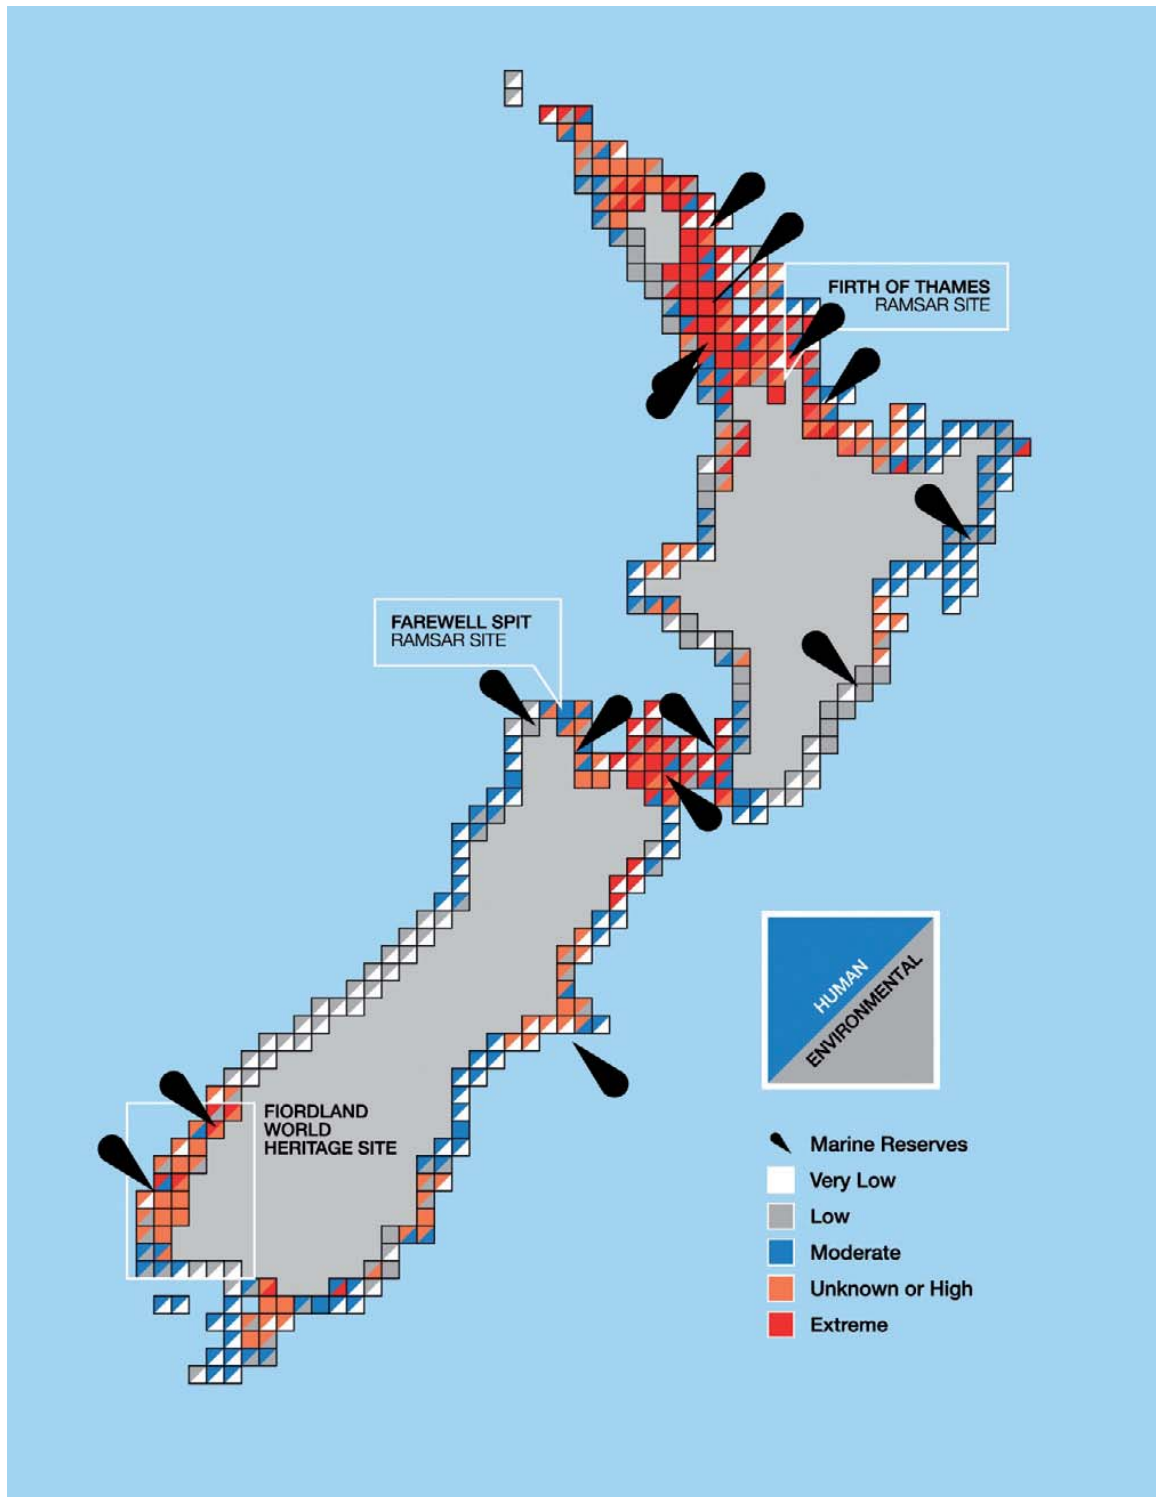 FIRTH OF THAMES
RAMSAR SITE
FAREWELL SPIT
RAMSAR SITE
HUMAN
ENVIRONMENTAL
FIORDLAND
WORLD
HERITAGE SITE
Marine Reserves
Very Low
Low
Moderate
Unknown or High
Extreme